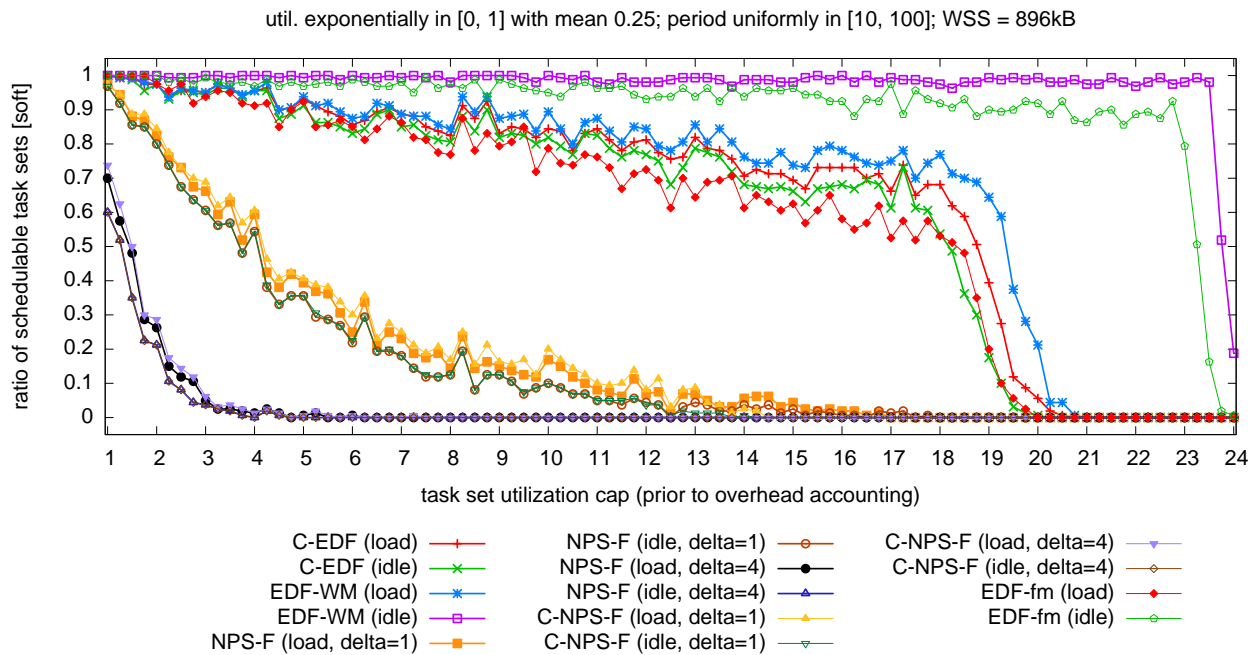 util. exponentially in [0, 1] with mean 0.25; period uniformly in [10, 100]; WSS = 896kB
ratio of schedulable task sets [soft]
1
0.9
0.8
0.7
0.6
0.5
0.4
0.3
0.2
0.1
0
1 2 3 4 5 6 7 8 9 10 11 12 13 14 15 16 17 18 19 20 21 22 23 24
task set utilization cap (prior to overhead accounting)
C-EDF (load)
C-EDF (idle)
EDF-WM (load)
EDF-WM (idle)
NPS-F (load, delta=1)
NPS-F (idle, delta=1)
NPS-F (load, delta=4)
NPS-F (idle, delta=4)
C-NPS-F (load, delta=1)
C-NPS-F (idle, delta=1)
C-NPS-F (load, delta=4)
C-NPS-F (idle, delta=4)
EDF-fm (load)
EDF-fm (idle)